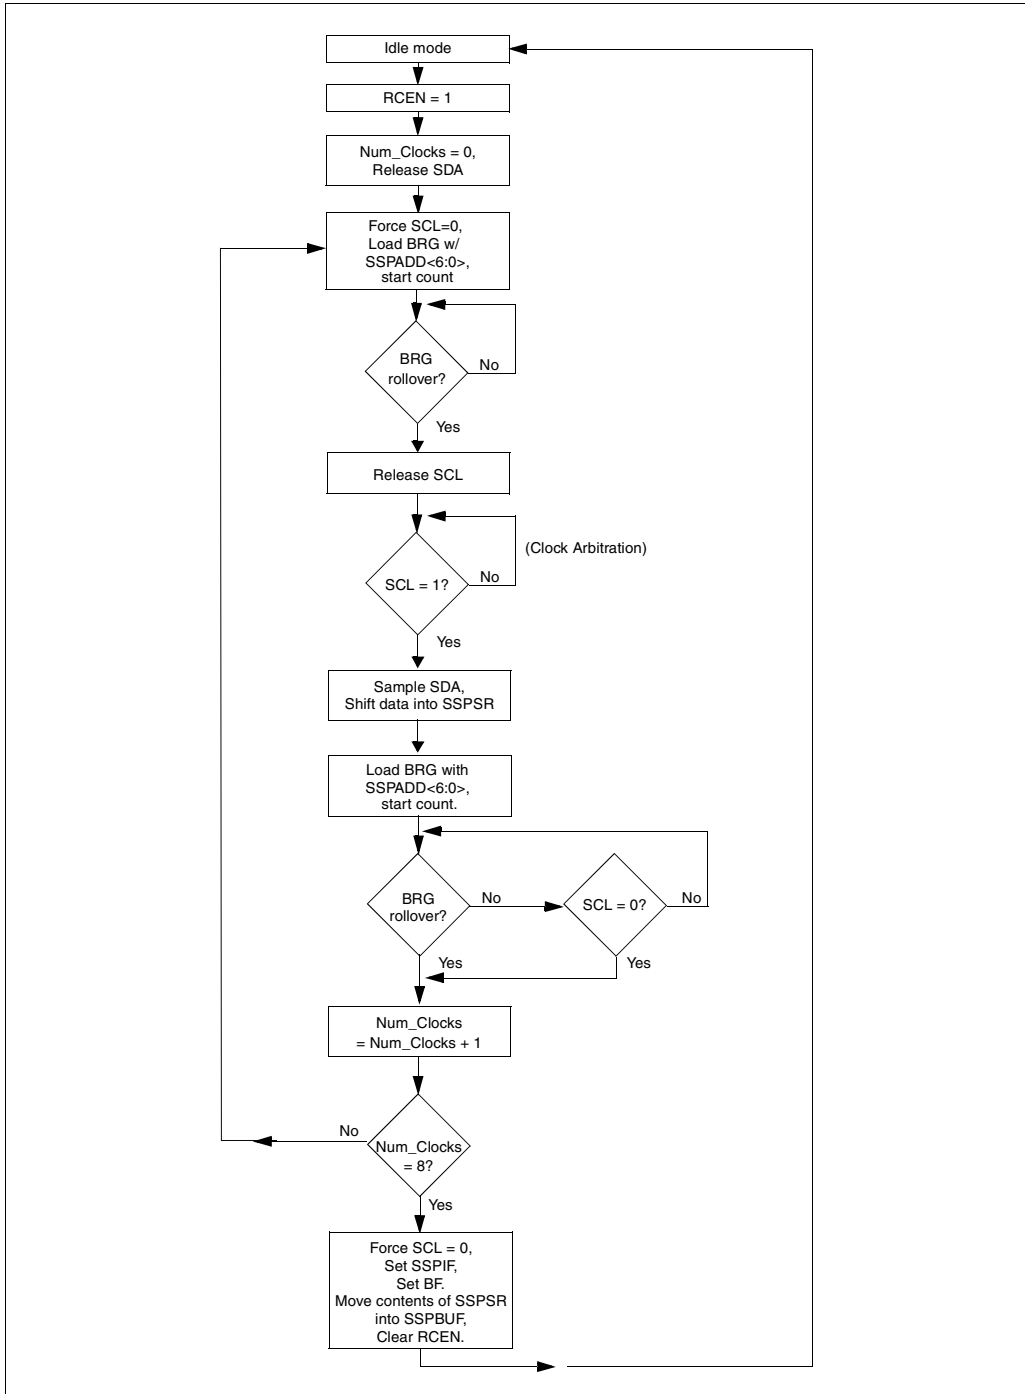 Idle mode
RCEN = 1
Num_Clocks = 0,
Release SDA
Force SCL=0,
Load BRG w/
SSPADD<6:0>,
start count
BRG
rollover?
No
Yes
Release SCL
(Clock Arbitration)
SCL = 1?
No
Yes
Sample SDA,
Shift data into SSPSR
Load BRG with
SSPADD<6:0>,
start count.
BRG
rollover?
No
SCL = 0?
No
Yes
Yes
Num_Clocks
= Num_Clocks + 1
No
Num_Clocks
= 8?
Yes
Force SCL = 0,
Set SSPIF,
Set BF.
Move contents of SSPSR
into SSPBUF,
Clear RCEN.